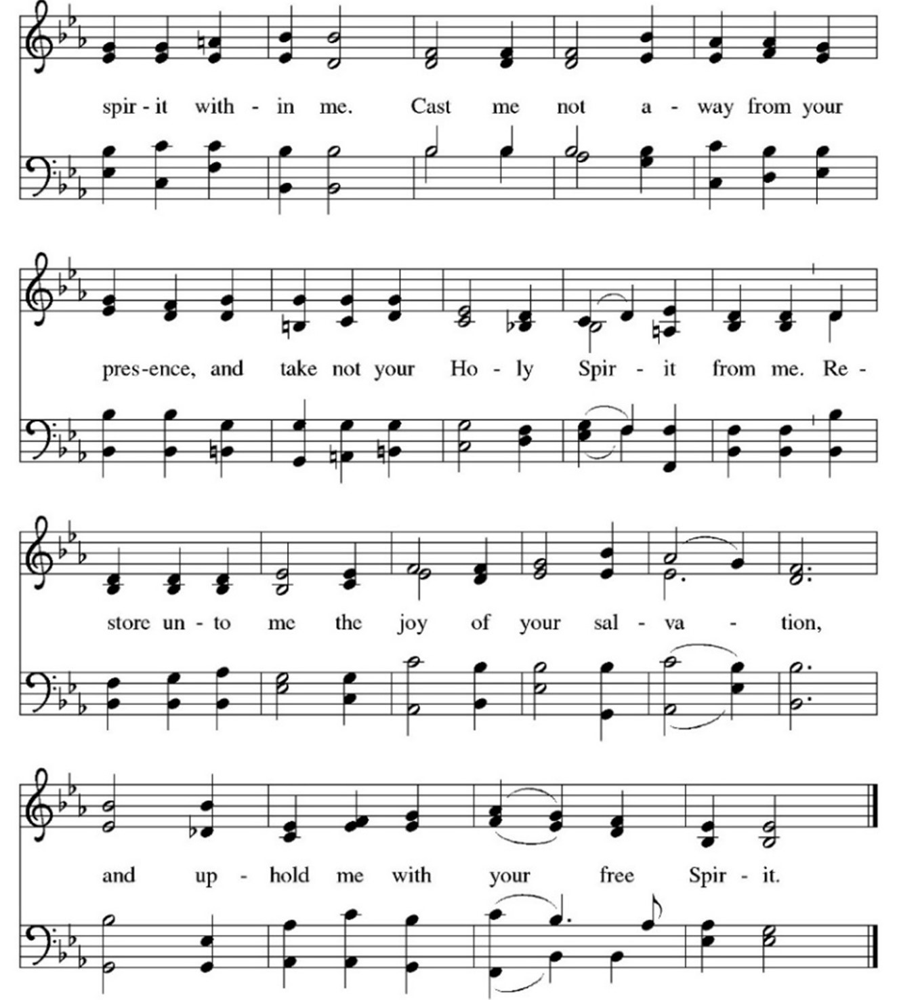 spir - it with - in me. Cast me not a - way from your
pres - ence, and take not your Ho - ly Spir - it from me. Re -
store un - to me the joy of your sal - va - tion,
and up - hold me with your free Spir - it.